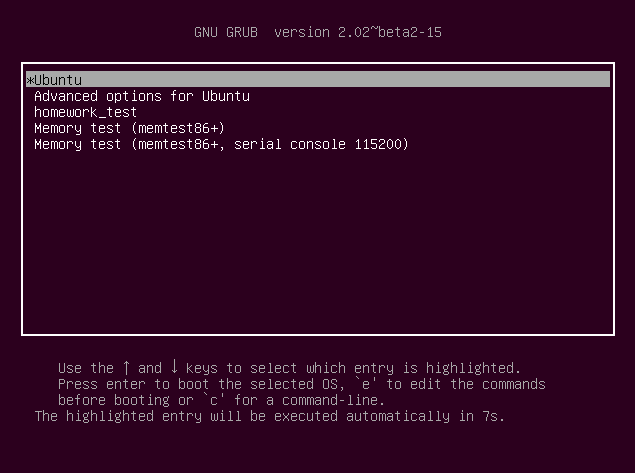 GNU GRUB  version 2.02~beta2-15
*Ubuntu
Advanced options for Ubuntu
homework_test
Memory test (memtest86+)
Memory test (memtest86+, serial console 115200)
Use the ↑ and ↓ keys to select which entry is highlighted.
Press enter to boot the selected OS, `e' to edit the commands
before booting or `c' for a command-line.
The highlighted entry will be executed automatically in 7s.